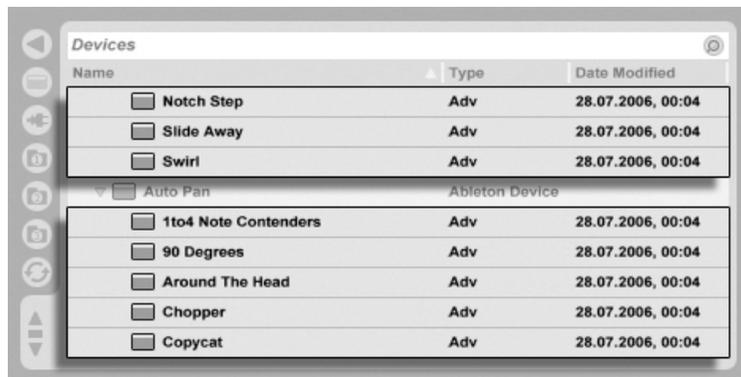 Devices
Name Type Date Modified
Notch Step Adv 28.07.2006, 00:04
Slide Away Adv 28.07.2006, 00:04
Swirl Adv 28.07.2006, 00:04
Auto Pan Ableton Device
1to4 Note Contenders Adv 28.07.2006, 00:04
90 Degrees Adv 28.07.2006, 00:04
Around The Head Adv 28.07.2006, 00:04
Chopper Adv 28.07.2006, 00:04
Copycat Adv 28.07.2006, 00:04